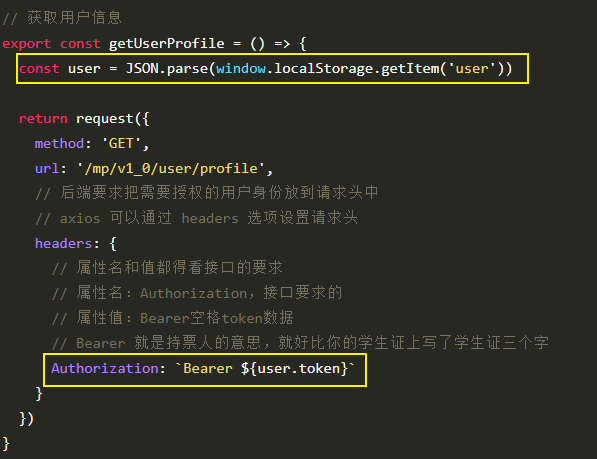 // 获取用户信息
export const getUserProfile = () => {
const user = JSON.parse(window.localStorage.getItem('user'))
return request({
method: 'GET',
url: '/mp/v1_0/user/profile',
// 后端要求把需要授权的用户身份放到请求头中
// axios 可以通过 headers 选项设置请求头
headers: {
// 属性名和值都得看接口的要求
// 属性名：Authorization，接口要求的
// 属性值：Bearer空格token数据
// Bearer 就是持票人的意思，就好比你的学生证上写了学生证三个字
Authorization: `Bearer ${user.token}`
}
})
}